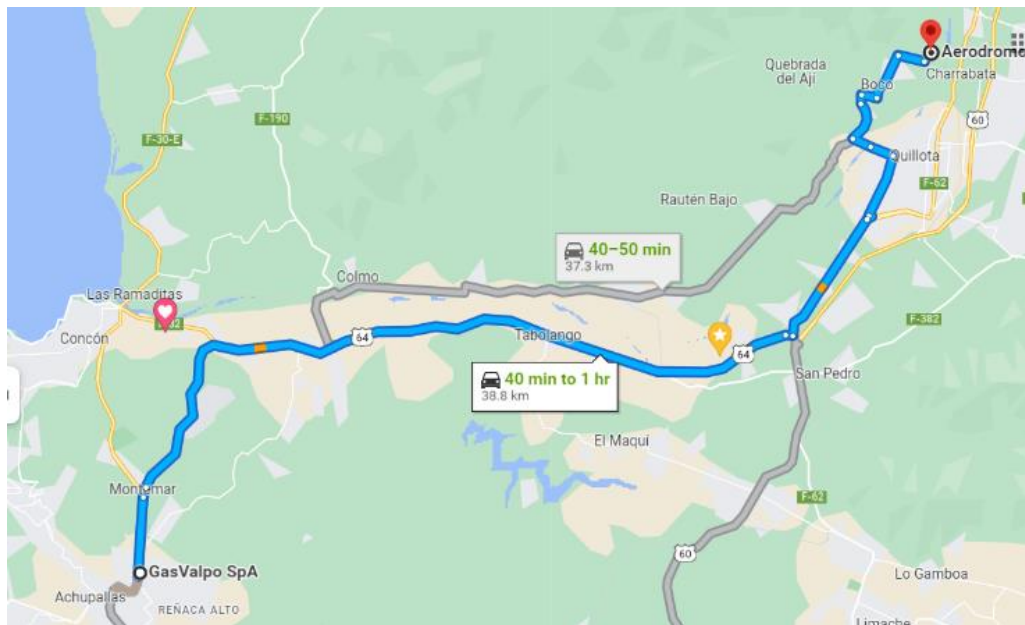 Aerodromo
Quebrada
del Ají
Charrabata
Boco
F-190
60
F-30-E
Quillota
F-62
Rautén Bajo
40–50 min
37.3 km
Colmo
Las Ramaditas
F-382
Concón
64
Tabolango
64
San Pedro
40 min to 1 hr
38.8 km
El Maqui
Montemar
F-62
60
GasValpo SpA
Lo Gamboa
Achupallas
REÑACA ALTO
Limache